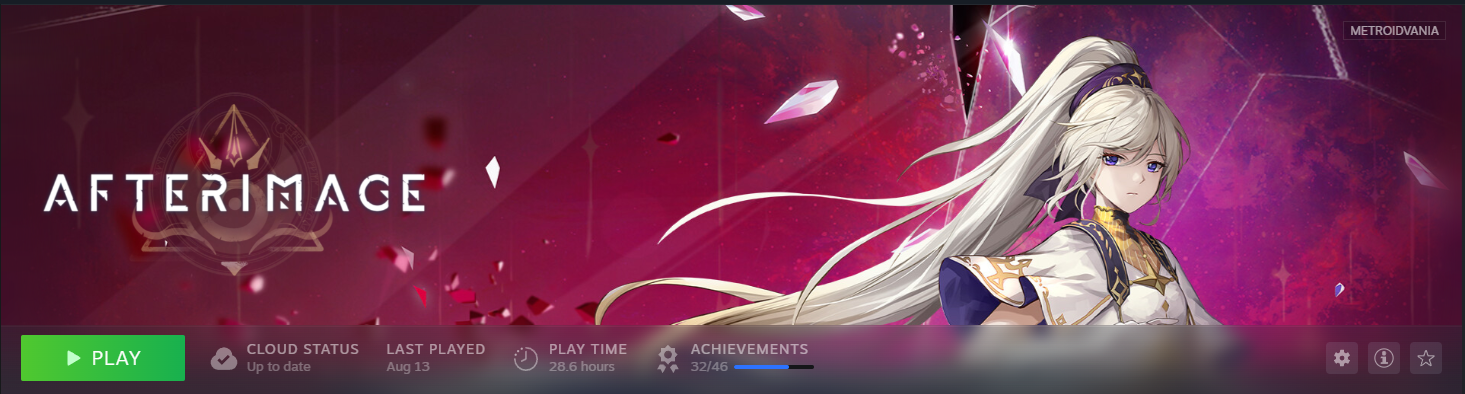 METROIDVANIA
AFTERIMAGE
PLAY
CLOUD STATUS
Up to date
LAST PLAYED
Aug 13
PLAY TIME
28.6 hours
ACHIEVEMENTS
32/46